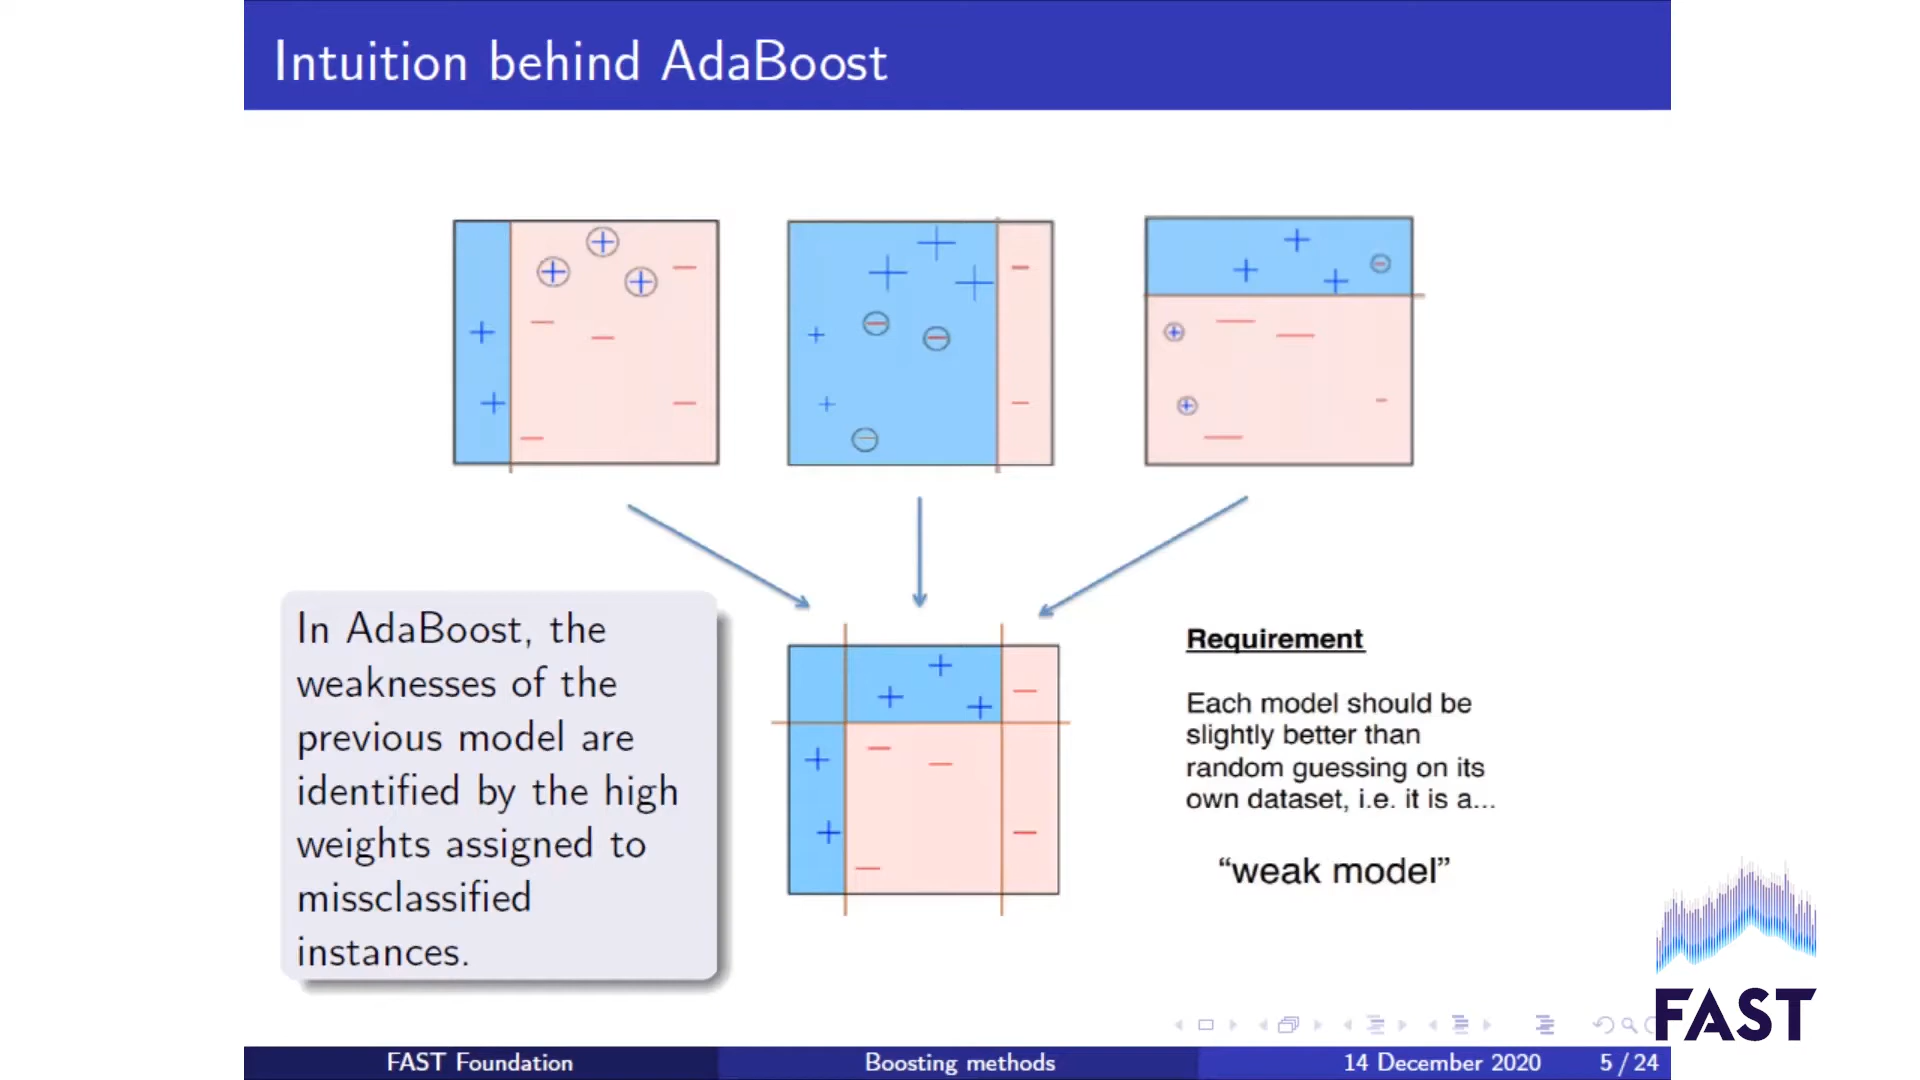 Intuition behind AdaBoost
In AdaBoost, the
weaknesses of the
previous model are
identified by the high
weights assigned to
missclassified
instances.
Requirement
Each model should be
slightly better than
random guessing on its
own dataset, i.e. it is a...
“weak model”
FAST
FAST Foundation
Boosting methods
14 December 2020
5 / 24